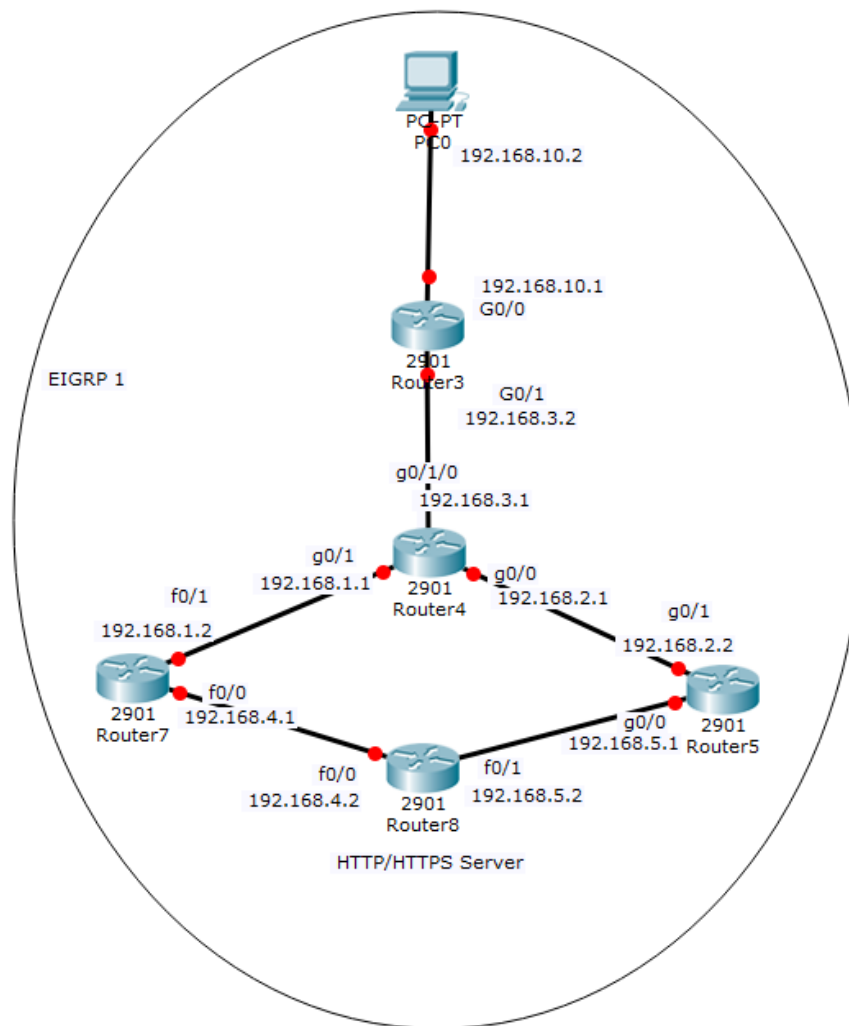 PC-PT
PC0
192.168.10.2
192.168.10.1
G0/0
2901
Router3
EIGRP 1
G0/1
192.168.3.2
g0/1/0
192.168.3.1
g0/1
192.168.1.1
2901
Router4
g0/0
192.168.2.1
f0/1
192.168.1.2
g0/1
192.168.2.2
2901
Router7
f0/0
192.168.4.1
g0/0
192.168.5.1
2901
Router5
f0/0
192.168.4.2
2901
Router8
f0/1
192.168.5.2
HTTP/HTTPS Server